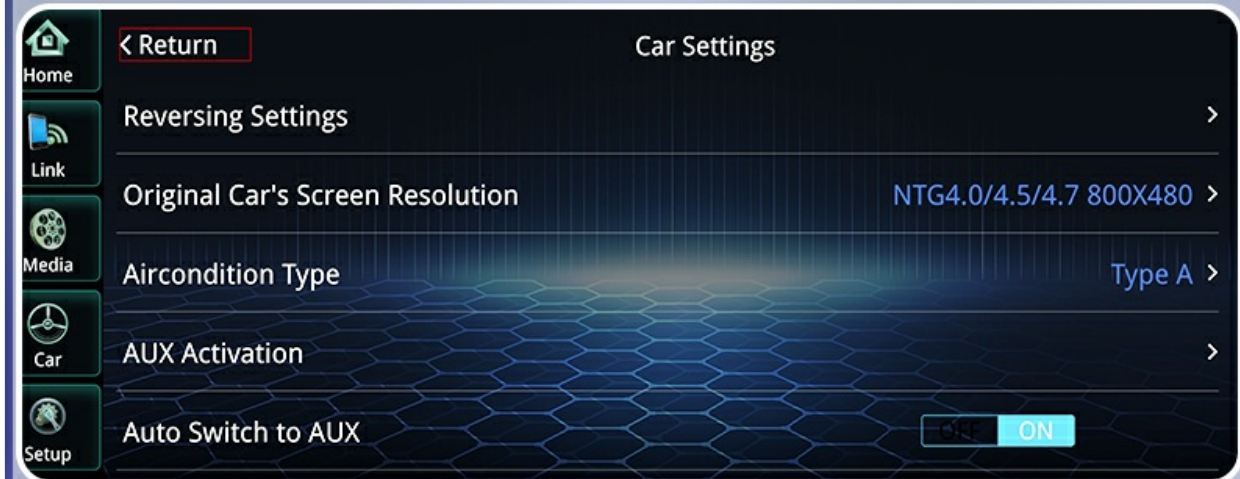 Home
Link
Media
Car
Setup
< Return
Car Settings
Reversing Settings >
Original Car's Screen Resolution NTG4.0/4.5/4.7 800X480 >
Aircondition Type Type A >
AUX Activation >
Auto Switch to AUX OFF ON